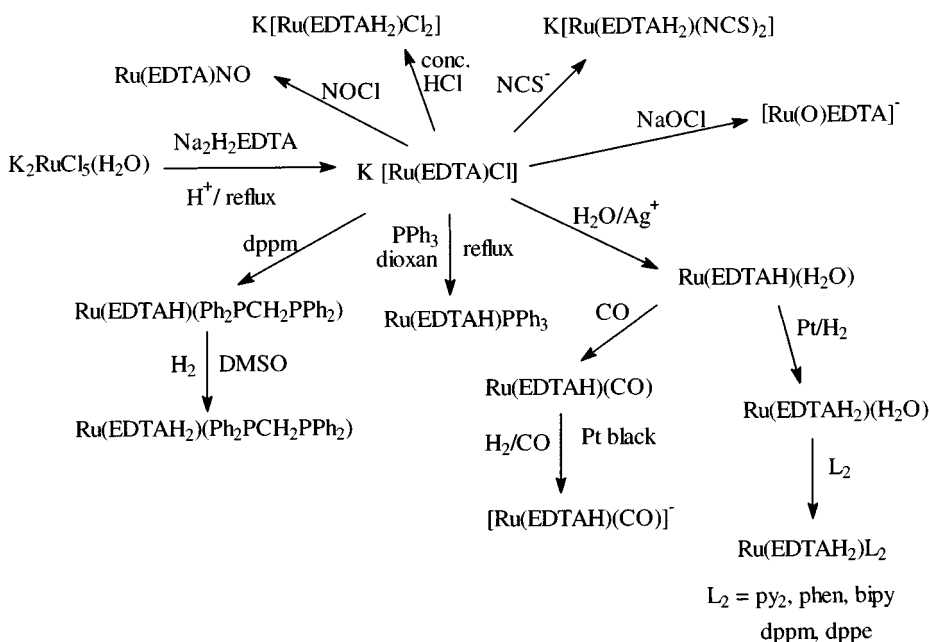 K[Ru(EDTAH₂)Cl₂]
K[Ru(EDTAH₂)(NCS)₂]
Ru(EDTA)NO
NOCl
conc.
HCl
NCS⁻
NaOCl
[Ru(O)EDTA]⁻
K₂RuCl₅(H₂O)
Na₂H₂EDTA
H⁺/ reflux
K [Ru(EDTA)Cl]
dppm
PPh₃
dioxan
reflux
H₂O/Ag⁺
Ru(EDTAH)(Ph₂PCH₂PPh₂)
Ru(EDTAH)PPh₃
Ru(EDTAH)(H₂O)
H₂
DMSO
CO
Pt/H₂
Ru(EDTAH₂)(Ph₂PCH₂PPh₂)
Ru(EDTAH)(CO)
Ru(EDTAH₂)(H₂O)
H₂/CO
Pt black
L₂
[Ru(EDTAH)(CO)]⁻
Ru(EDTAH₂)L₂
L₂ = py₂, phen, bipy
dppm, dppe